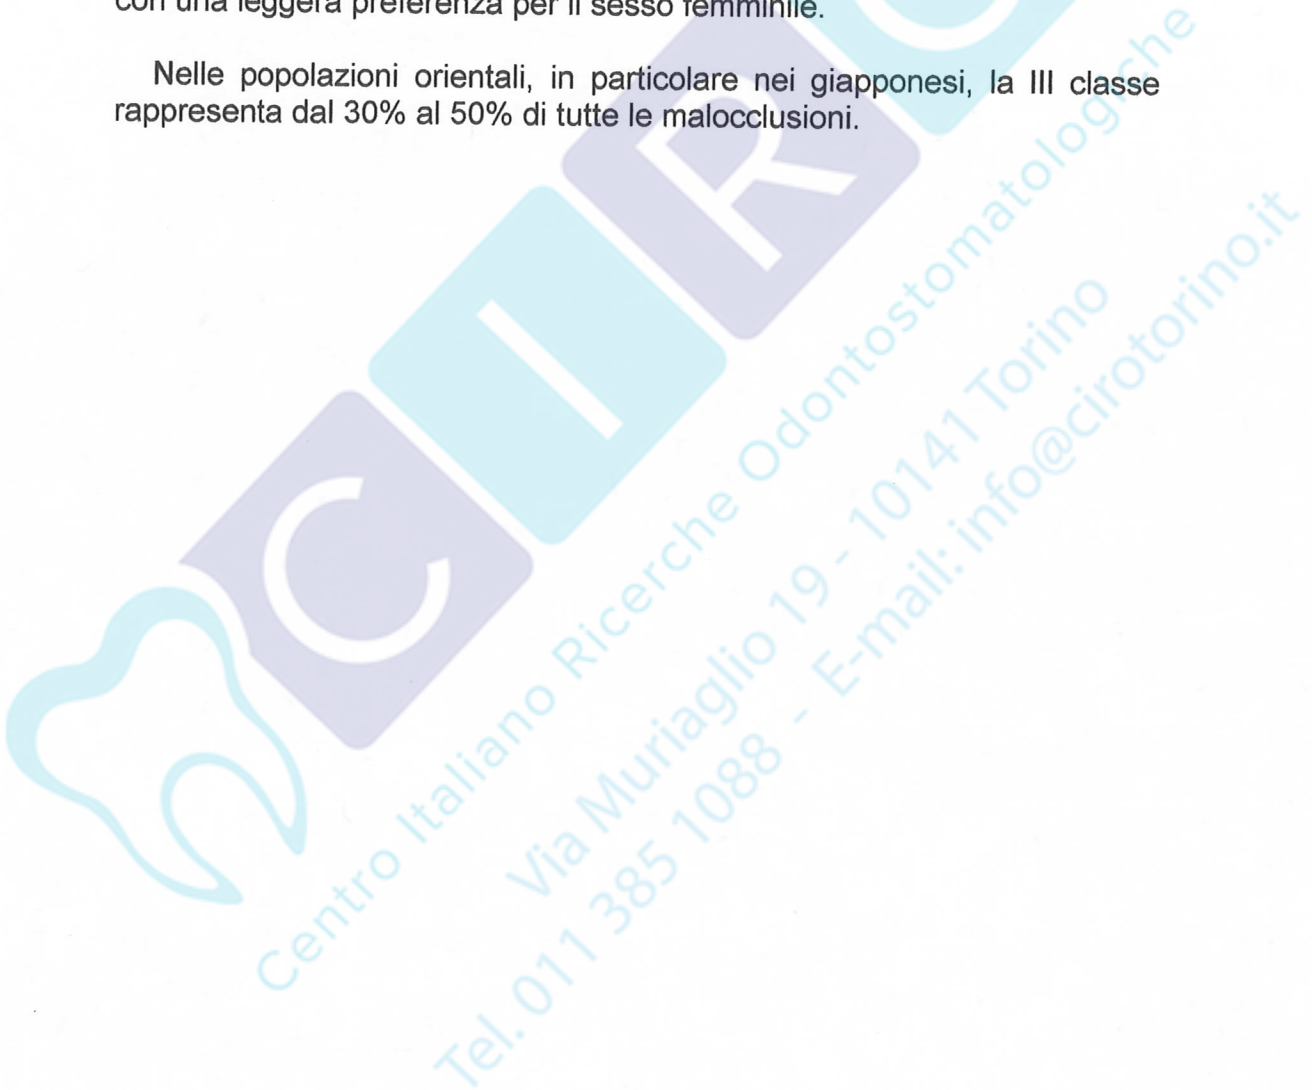 con una leggera preferenza per il sesso femminile.
Nelle popolazioni orientali, in particolare nei giapponesi, la III classe
rappresenta dal 30% al 50% di tutte le malocclusioni.
CIR
Centro Italiano Ricerche Odontostomatologiche
Via Muriaglio 19 - 10141 Torino
Tel. 011 385 1088 - E-mail: info@cirotorino.it